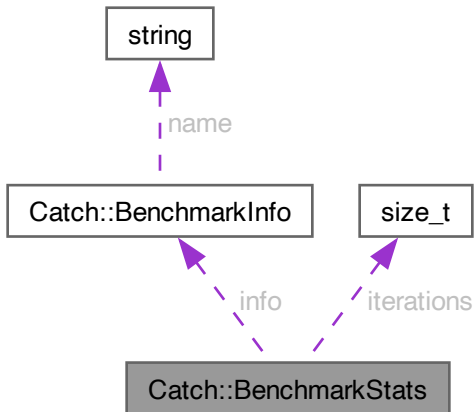 string
name
Catch::BenchmarkInfo
size_t
info
iterations
Catch::BenchmarkStats